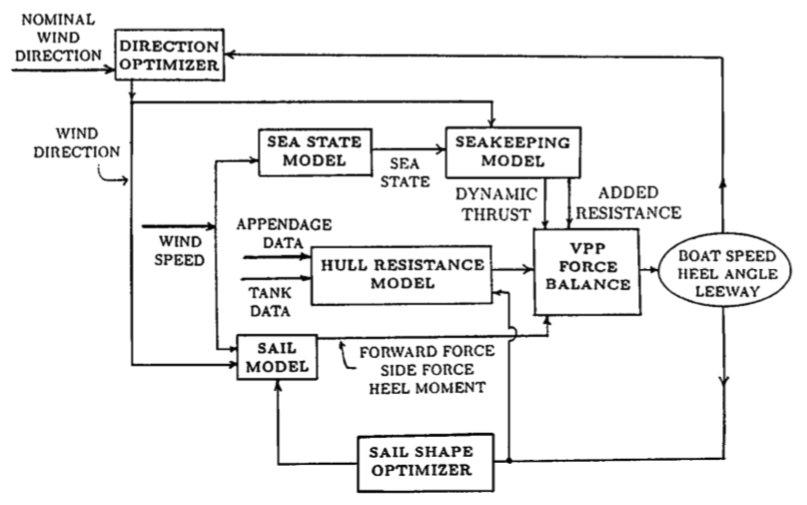 NOMINAL
WIND
DIRECTION
DIRECTION
OPTIMIZER
WIND
DIRECTION
SEA STATE
MODEL
SEA
STATE
SEAKEEPING
MODEL
DYNAMIC
THRUST
ADDED
RESISTANCE
WIND
SPEED
APPENDAGE
DATA
TANK
DATA
HULL RESISTANCE
MODEL
VPP
FORCE
BALANCE
BOAT SPEED
HEEL ANGLE
LEEWAY
SAIL
MODEL
FORWARD FORCE
SIDE FORCE
HEEL MOMENT
SAIL SHAPE
OPTIMIZER